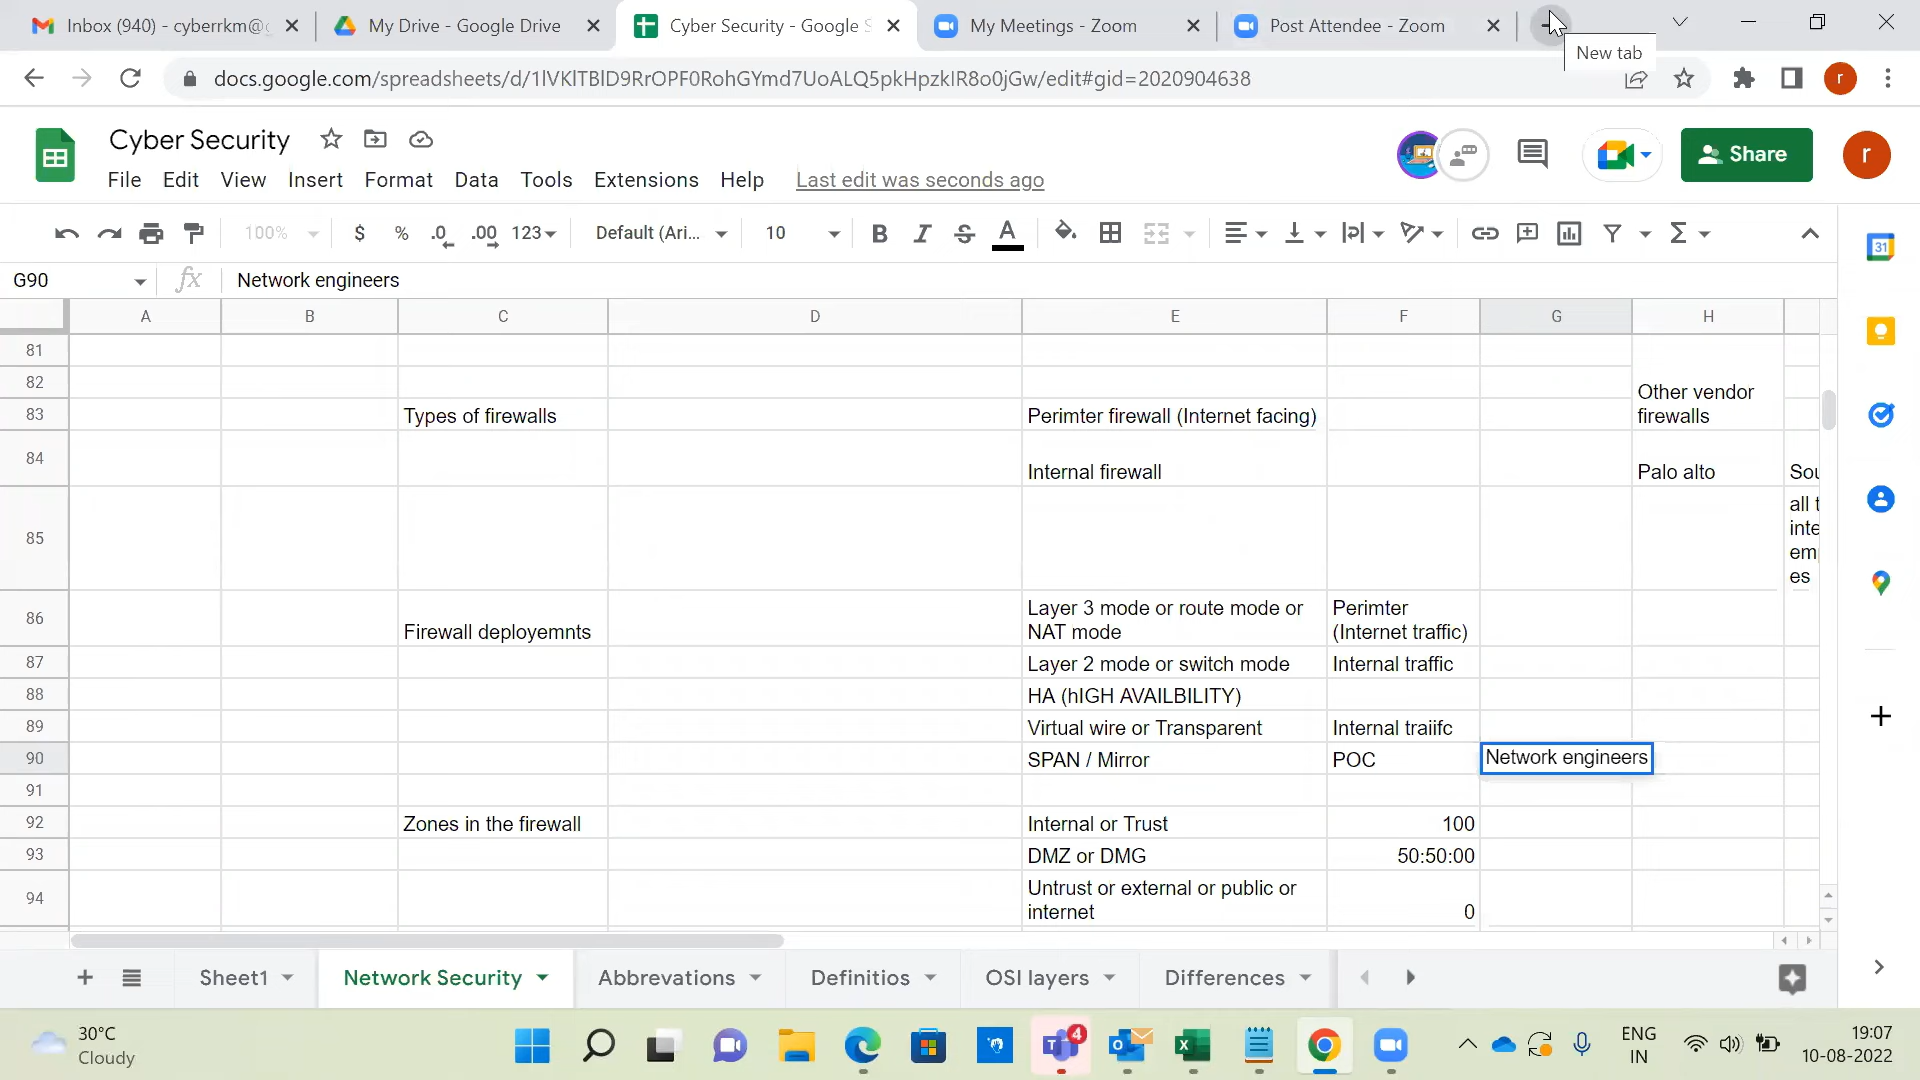 Inbox (940) - cyberrkm@g
My Drive - Google Drive
Cyber Security - Google S
My Meetings - Zoom
Post Attendee - Zoom
New tab
docs.google.com/spreadsheets/d/1lVKlTBlD9RrOPF0RohGYmd7UoALQ5pkHpzkIR8o0jGw/edit#gid=2020904638
r
Cyber Security
Share
r
File Edit View Insert Format Data Tools Extensions Help Last edit was seconds ago
100% $ % .0 .00 123 Default (Ari... 10 B I S A Σ
31
G90 fx Network engineers
A B C D E F G H
81
82
83 Types of firewalls Perimter firewall (Internet facing) Other vendor
firewalls
84 Internal firewall Palo alto Sou
85 all t
inte
em
es
86 Firewall deployemnts Layer 3 mode or route mode or
NAT mode
Perimter
(Internet traffic)
87 Layer 2 mode or switch mode Internal traffic
88 HA (hIGH AVAILBILITY)
89 Virtual wire or Transparent Internal traiifc
90 SPAN / Mirror POC Network engineers
91
92 Zones in the firewall Internal or Trust 100
93 DMZ or DMG 50:50:00
94 Untrust or external or public or
internet 0
Sheet1 Network Security Abbrevations Definitios OSI layers Differences
30°C
Cloudy
4
ENG
IN
19:07
10-08-2022